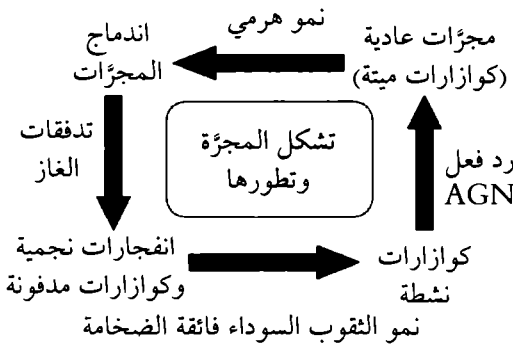 نمو هرمي
مجرَّات عادية
(كوازارات ميتة)
اندماج
المجرَّات
تدفقات
الغاز
تشكل المجرَّة
وتطورها
رد فعل
AGN
انفجارات نجمية
وكوازارات مدفونة
كوازارات
نشطة
نمو الثقوب السوداء فائقة الضخامة